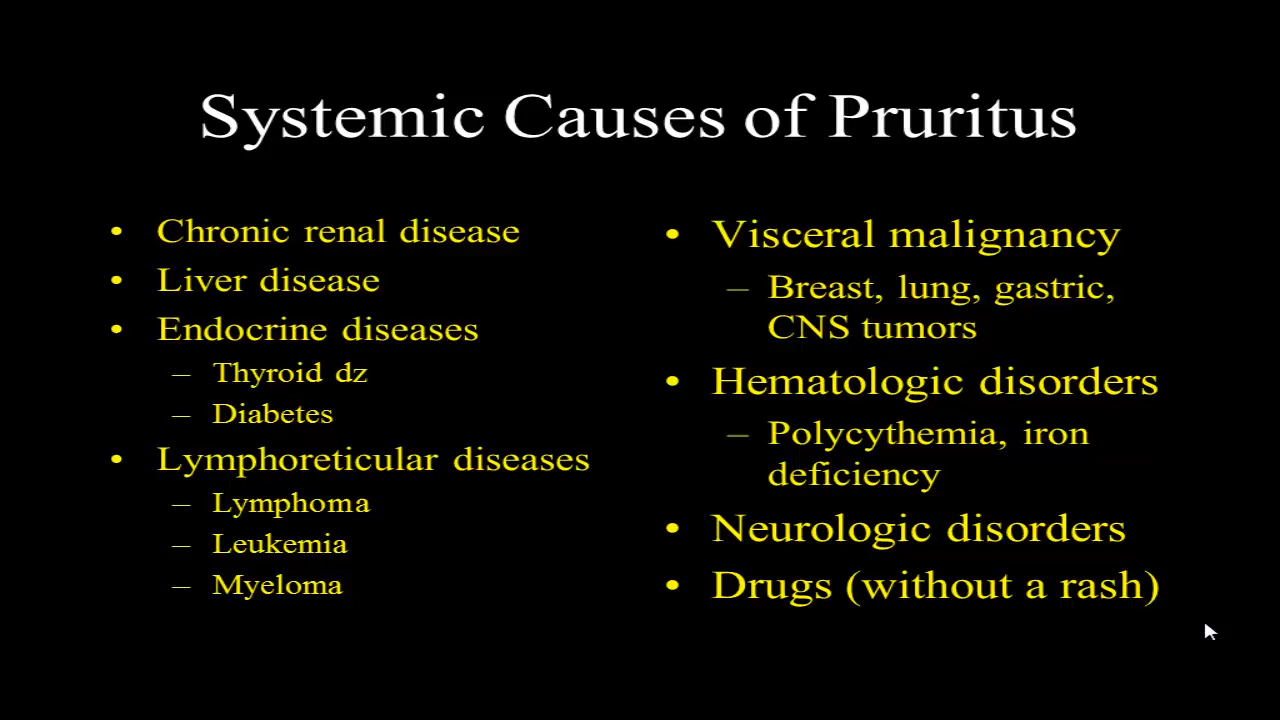 Systemic Causes of Pruritus
• Chronic renal disease
• Liver disease
• Endocrine diseases
– Thyroid dz
– Diabetes
• Lymphoreticular diseases
– Lymphoma
– Leukemia
– Myeloma
• Visceral malignancy
– Breast, lung, gastric,
CNS tumors
• Hematologic disorders
– Polycythemia, iron
deficiency
• Neurologic disorders
• Drugs (without a rash)